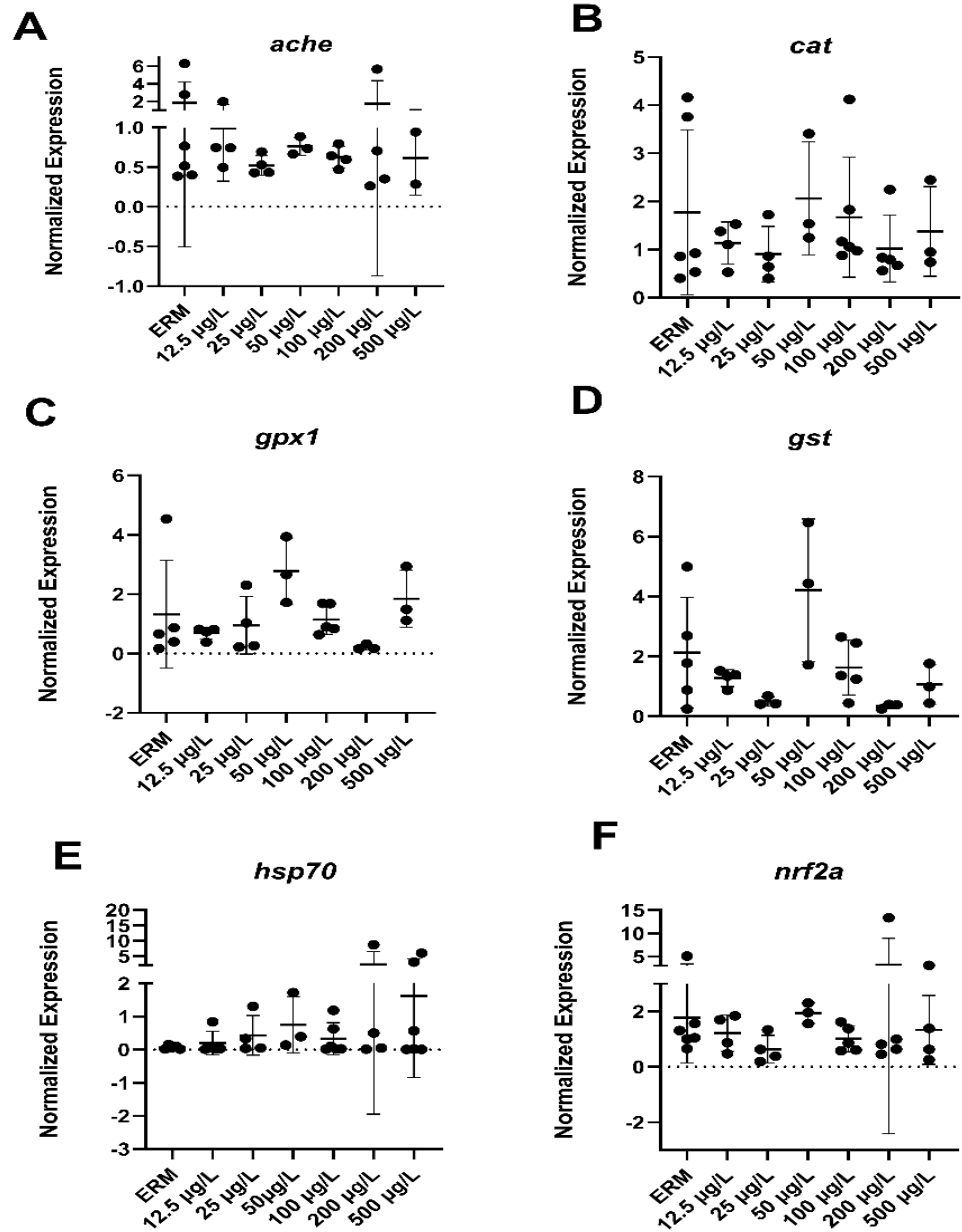 A
ache
Normalized Expression
6
4
2
1.0
0.5
0.0
-0.5
-1.0
ERM
12.5 µg/L
25 µg/L
50 µg/L
100 µg/L
200 µg/L
500 µg/L
B
cat
Normalized Expression
5
4
3
2
1
0
ERM
12.5 µg/L
25 µg/L
50 µg/L
100 µg/L
200 µg/L
500 µg/L
C
gpx1
Normalized Expression
6
4
2
0
-2
ERM
12.5 µg/L
25 µg/L
50 µg/L
100 µg/L
200 µg/L
500 µg/L
D
gst
Normalized Expression
8
6
4
2
0
ERM
12.5 µg/L
25 µg/L
50 µg/L
100 µg/L
200 µg/L
500 µg/L
E
hsp70
Normalized Expression
20
15
10
5
2
1
0
-1
-2
-3
ERM
12.5 µg/L
25 µg/L
50µg/L
100 µg/L
200 µg/L
500 µg/L
F
nrf2a
Normalized Expression
15
10
5
2
0
-2
ERM
12.5 µg/L
25 µg/L
50 µg/L
100 µg/L
200 µg/L
500 µg/L